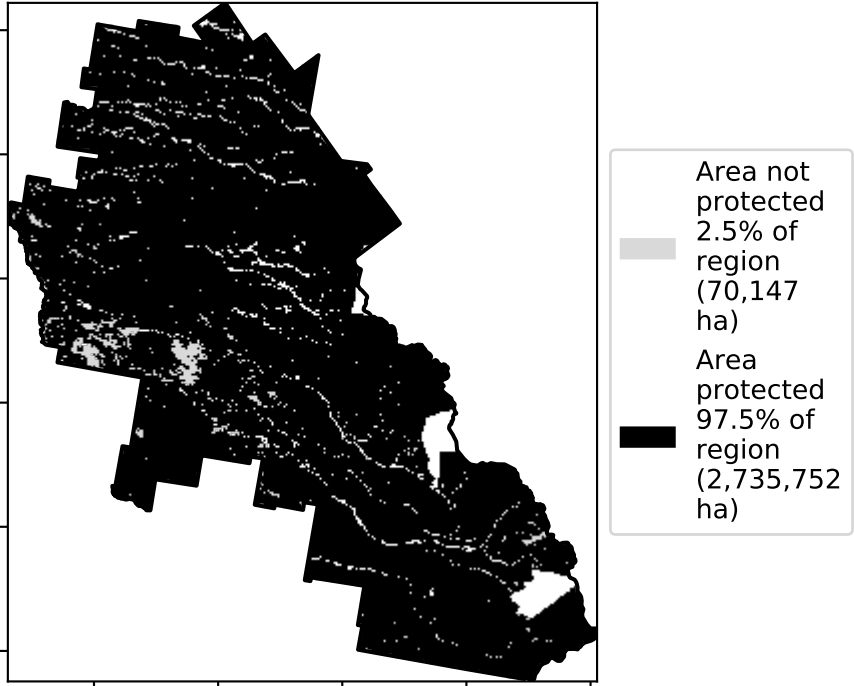 Area not
protected
2.5% of
region
(70,147
ha)
Area
protected
97.5% of
region
(2,735,752
ha)